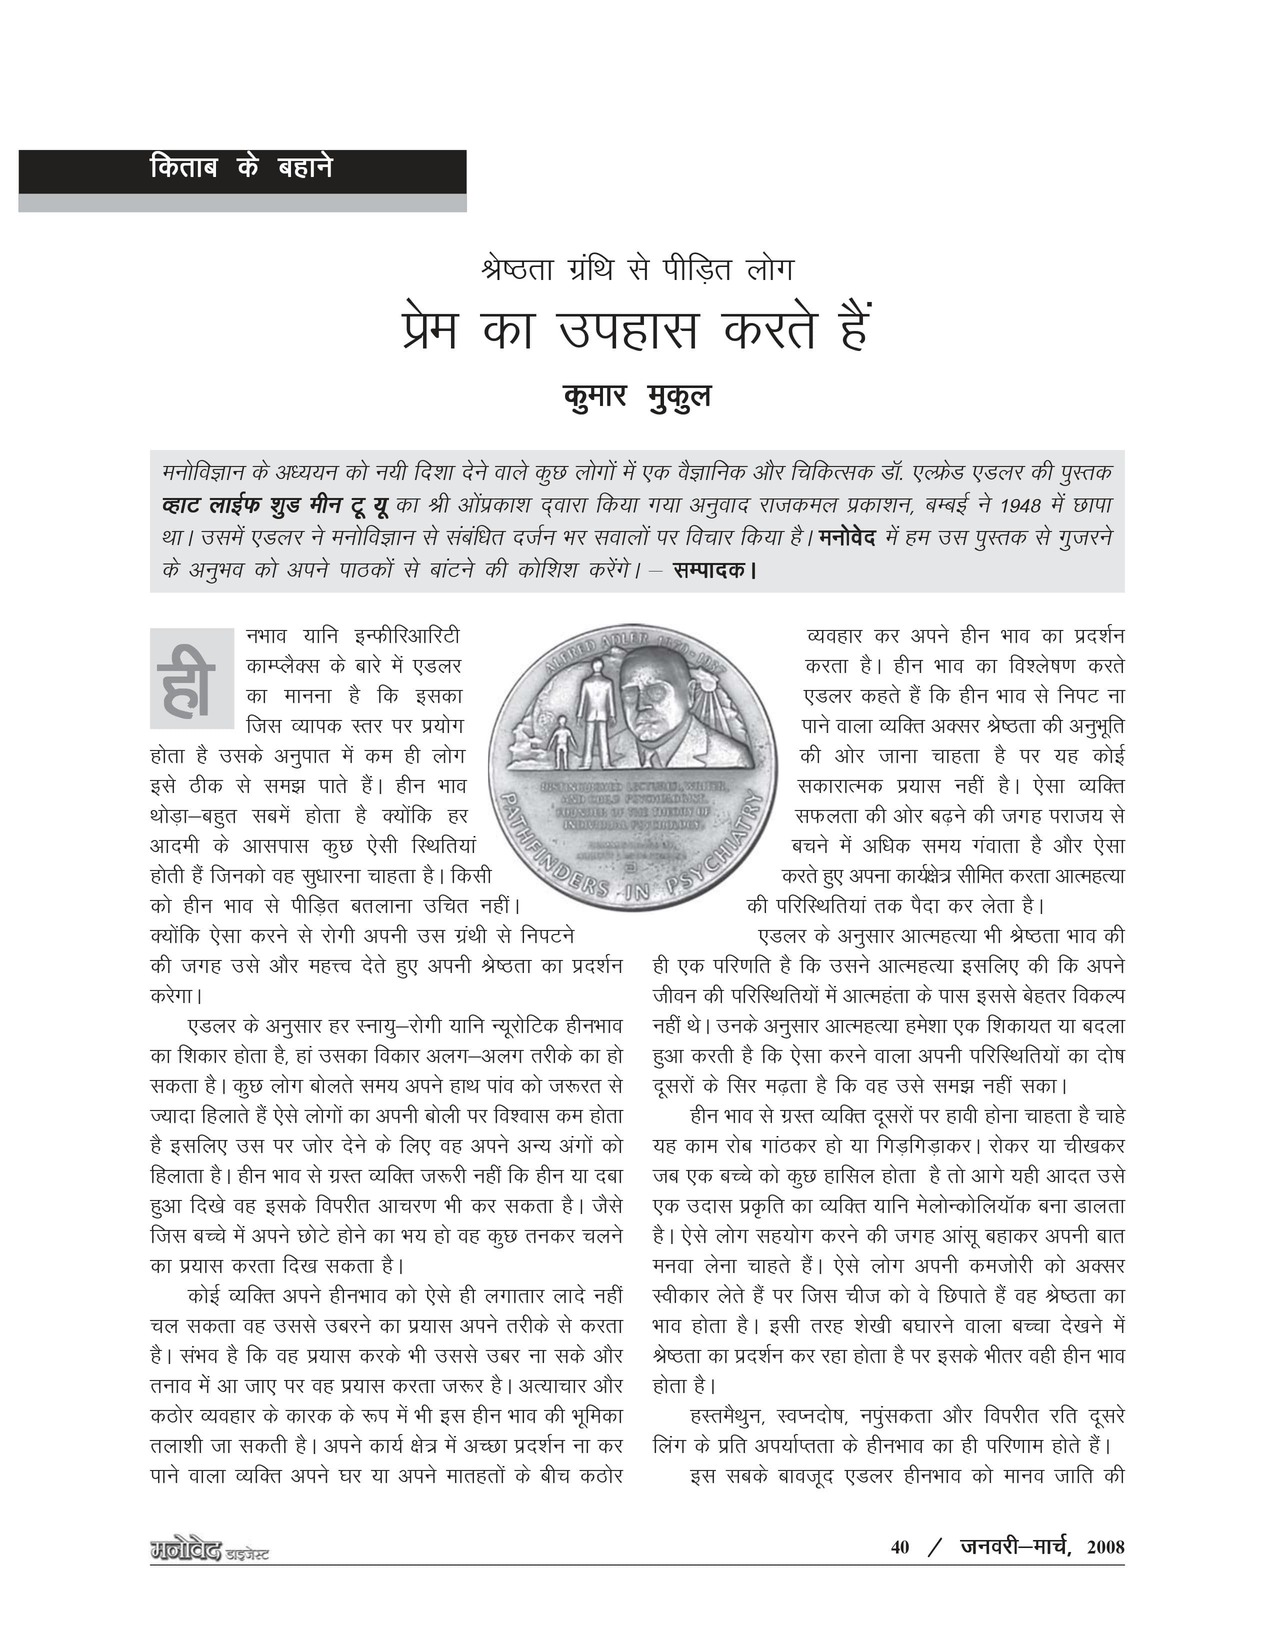 किताब के बहाने
श्रेष्ठता ग्रंथि से पीड़ित लोग
प्रेम का उपहास करते हैं
कुमार मुकुल
मनोविज्ञान के अध्ययन को नयी दिशा देने वाले कुछ लोगों में एक वैज्ञानिक और चिकित्सक डॉ. एल्फ्रेड एडलर की पुस्तक
व्हाट लाईफ शुड मीन टू यू का श्री ओंप्रकाश द्वारा किया गया अनुवाद राजकमल प्रकाशन, बम्बई ने 1948 में छापा
था। उसमें एडलर ने मनोविज्ञान से संबंधित दर्जन भर सवालों पर विचार किया है। मनोवेद में हम उस पुस्तक से गुजरने
के अनुभव को अपने पाठकों से बांटने की कोशिश करेंगे। – सम्पादक।
हीनभाव यानि इन्फीरिआरिटी
काम्प्लैक्स के बारे में एडलर
का मानना है कि इसका
जिस व्यापक स्तर पर प्रयोग
होता है उसके अनुपात में कम ही लोग
इसे ठीक से समझ पाते हैं। हीन भाव
थोड़ा–बहुत सबमें होता है क्योंकि हर
आदमी के आसपास कुछ ऐसी स्थितियां
होती हैं जिनको वह सुधारना चाहता है। किसी
को हीन भाव से पीड़ित बतलाना उचित नहीं।
क्योंकि ऐसा करने से रोगी अपनी उस ग्रंथी से निपटने
की जगह उसे और महत्त्व देते हुए अपनी श्रेष्ठता का प्रदर्शन
करेगा।
एडलर के अनुसार हर स्नायु–रोगी यानि न्यूरोटिक हीनभाव
का शिकार होता है, हां उसका विकार अलग–अलग तरीके का हो
सकता है। कुछ लोग बोलते समय अपने हाथ पांव को जरूरत से
ज्यादा हिलाते हैं ऐसे लोगों का अपनी बोली पर विश्वास कम होता
है इसलिए उस पर जोर देने के लिए वह अपने अन्य अंगों को
हिलाता है। हीन भाव से ग्रस्त व्यक्ति जरूरी नहीं कि हीन या दबा
हुआ दिखे वह इसके विपरीत आचरण भी कर सकता है। जैसे
जिस बच्चे में अपने छोटे होने का भय हो वह कुछ तनकर चलने
का प्रयास करता दिख सकता है।
कोई व्यक्ति अपने हीनभाव को ऐसे ही लगातार लादे नहीं
चल सकता वह उससे उबरने का प्रयास अपने तरीके से करता
है। संभव है कि वह प्रयास करके भी उससे उबर ना सके और
तनाव में आ जाए पर वह प्रयास करता जरूर है। अत्याचार और
कठोर व्यवहार के कारक के रूप में भी इस हीन भाव की भूमिका
तलाशी जा सकती है। अपने कार्य क्षेत्र में अच्छा प्रदर्शन ना कर
पाने वाला व्यक्ति अपने घर या अपने मातहतों के बीच कठोर
ALFRED ADLER 1870-1937
DISTINGUISHED LECTURER, WRITER,
AND CHILD PSYCHOLOGIST.
FOUNDER OF THE THEORY OF
INDIVIDUAL PSYCHOLOGY.
PATHFINDERS IN PSYCHIATRY
व्यवहार कर अपने हीन भाव का प्रदर्शन
करता है। हीन भाव का विश्लेषण करते
एडलर कहते हैं कि हीन भाव से निपट ना
पाने वाला व्यक्ति अक्सर श्रेष्ठता की अनुभूति
की ओर जाना चाहता है पर यह कोई
सकारात्मक प्रयास नहीं है। ऐसा व्यक्ति
सफलता की ओर बढ़ने की जगह पराजय से
बचने में अधिक समय गंवाता है और ऐसा
करते हुए अपना कार्यक्षेत्र सीमित करता आत्महत्या
की परिस्थितियां तक पैदा कर लेता है।
एडलर के अनुसार आत्महत्या भी श्रेष्ठता भाव की
ही एक परिणति है कि उसने आत्महत्या इसलिए की कि अपने
जीवन की परिस्थितियों में आत्महंता के पास इससे बेहतर विकल्प
नहीं थे। उनके अनुसार आत्महत्या हमेशा एक शिकायत या बदला
हुआ करती है कि ऐसा करने वाला अपनी परिस्थितियों का दोष
दूसरों के सिर मढ़ता है कि वह उसे समझ नहीं सका।
हीन भाव से ग्रस्त व्यक्ति दूसरों पर हावी होना चाहता है चाहे
यह काम रोब गांठकर हो या गिड़गिड़ाकर। रोकर या चीखकर
जब एक बच्चे को कुछ हासिल होता है तो आगे यही आदत उसे
एक उदास प्रकृति का व्यक्ति यानि मेलोन्कोलियॉक बना डालता
है। ऐसे लोग सहयोग करने की जगह आंसू बहाकर अपनी बात
मनवा लेना चाहते हैं। ऐसे लोग अपनी कमजोरी को अक्सर
स्वीकार लेते हैं पर जिस चीज को वे छिपाते हैं वह श्रेष्ठता का
भाव होता है। इसी तरह शेखी बघारने वाला बच्चा देखने में
श्रेष्ठता का प्रदर्शन कर रहा होता है पर इसके भीतर वही हीन भाव
होता है।
हस्तमैथुन, स्वप्नदोष, नपुंसकता और विपरीत रति दूसरे
लिंग के प्रति अपर्याप्तता के हीनभाव का ही परिणाम होते हैं।
इस सबके बावजूद एडलर हीनभाव को मानव जाति की
मनोवेद डाइजेस्ट
40 / जनवरी–मार्च, 2008